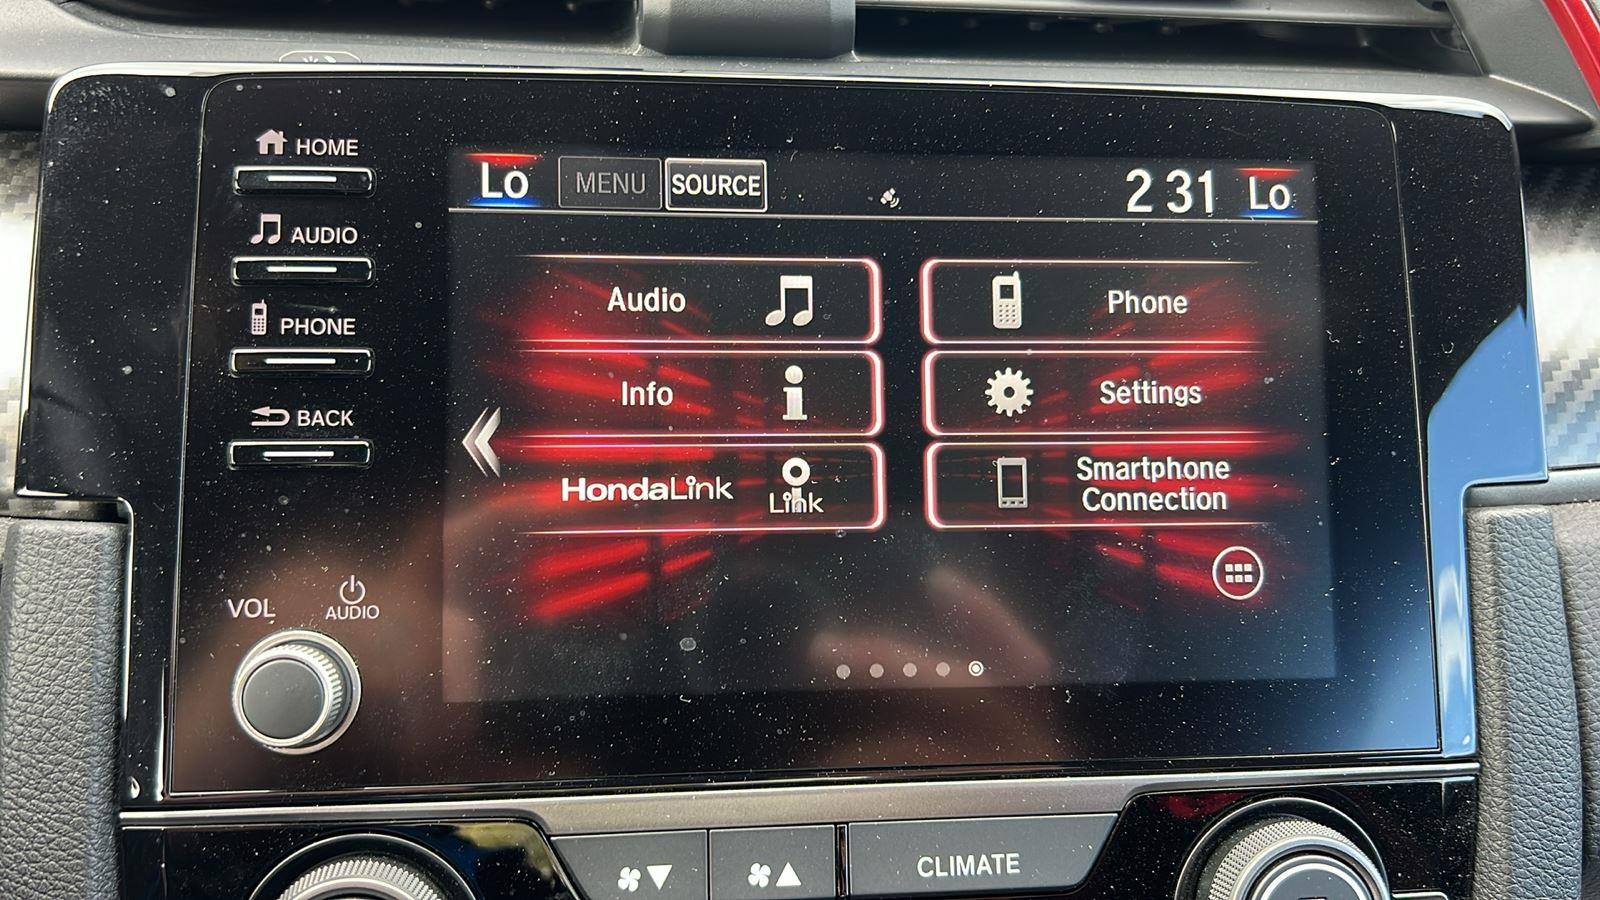 HOME
AUDIO
PHONE
BACK
VOL
AUDIO
Lo MENU SOURCE 2 31 Lo
Audio
Phone
Info
Settings
HondaLink
Link
Smartphone
Connection
CLIMATE